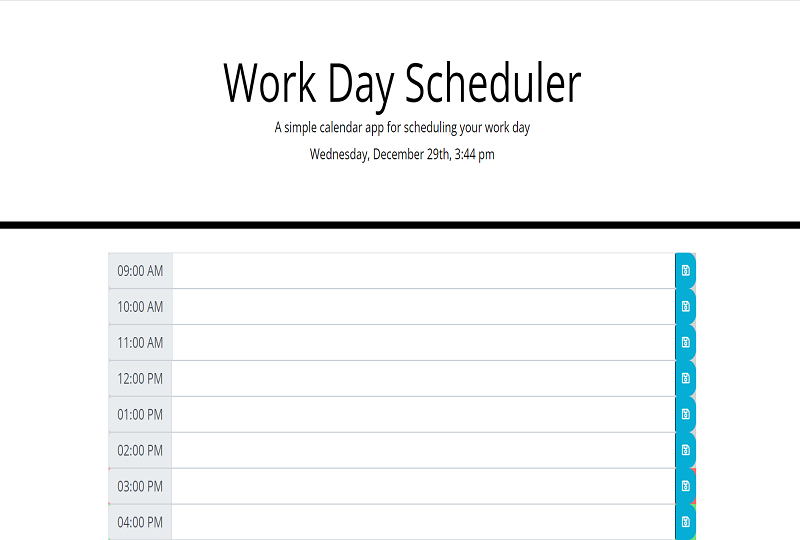 Work Day Scheduler
A simple calendar app for scheduling your work day
Wednesday, December 29th, 3:44 pm
09:00 AM
10:00 AM
11:00 AM
12:00 PM
01:00 PM
02:00 PM
03:00 PM
04:00 PM